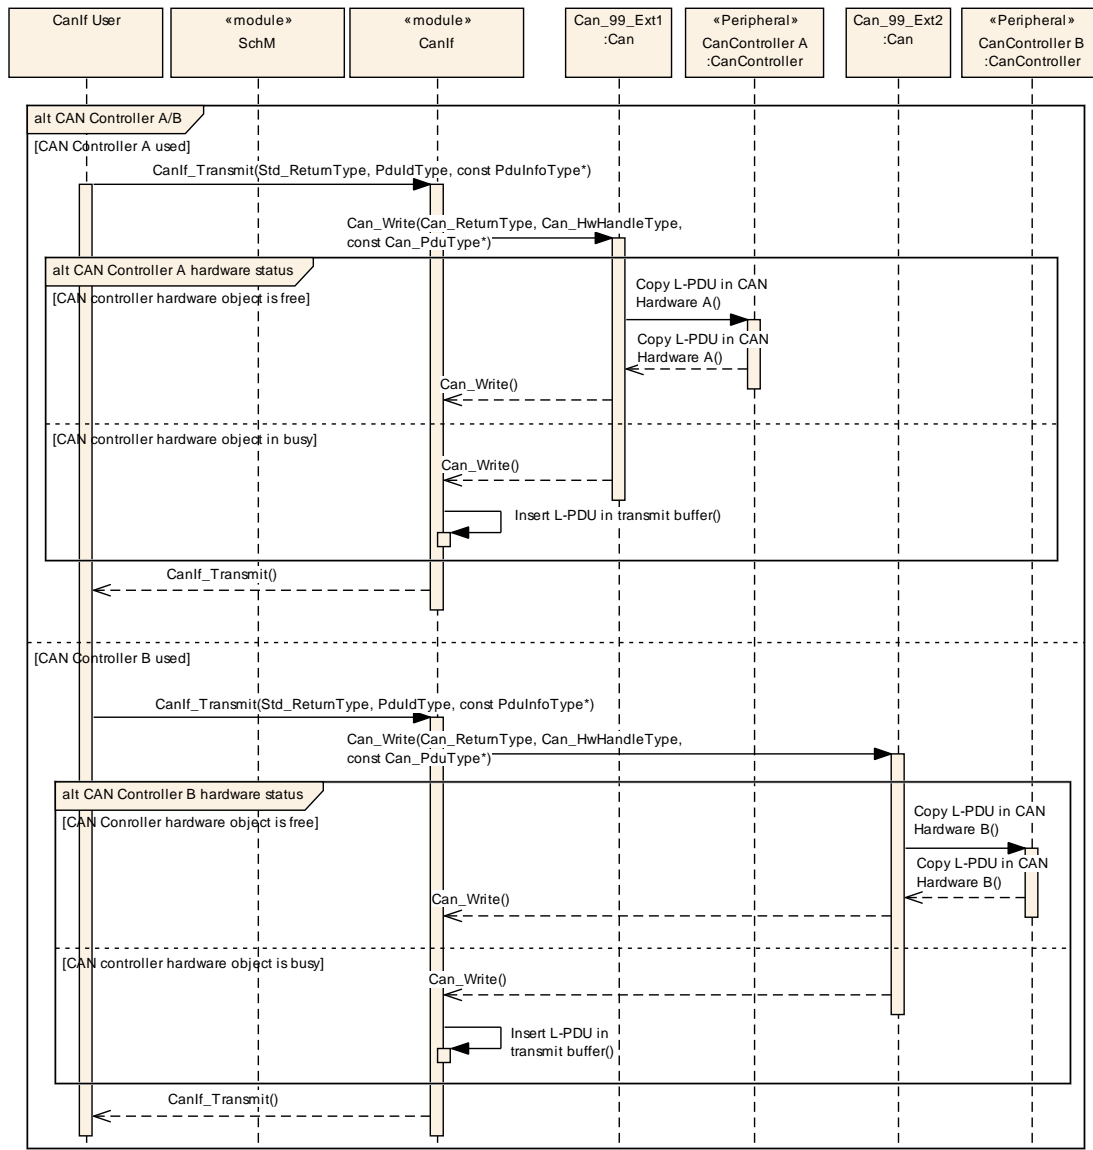 CanIf User
«module»
SchM
«module»
CanIf
Can_99_Ext1
:Can
«Peripheral»
CanController A
:CanController
Can_99_Ext2
:Can
«Peripheral»
CanController B
:CanController
alt CAN Controller A/B
[CAN Controller A used]
CanIf_Transmit(Std_ReturnType, PduIdType, const PduInfoType*)
Can_Write(Can_ReturnType, Can_HwHandleType,
const Can_PduType*)
alt CAN Controller A hardware status
[CAN controller hardware object is free]
Copy L-PDU in CAN
Hardware A()
Copy L-PDU in CAN
Hardware A()
Can_Write()
[CAN controller hardware object in busy]
Can_Write()
Insert L-PDU in transmit buffer()
CanIf_Transmit()
[CAN Controller B used]
CanIf_Transmit(Std_ReturnType, PduIdType, const PduInfoType*)
Can_Write(Can_ReturnType, Can_HwHandleType,
const Can_PduType*)
alt CAN Controller B hardware status
[CAN Conroller hardware object is free]
Copy L-PDU in CAN
Hardware B()
Copy L-PDU in CAN
Hardware B()
Can_Write()
[CAN controller hardware object is busy]
Can_Write()
Insert L-PDU in
transmit buffer()
CanIf_Transmit()